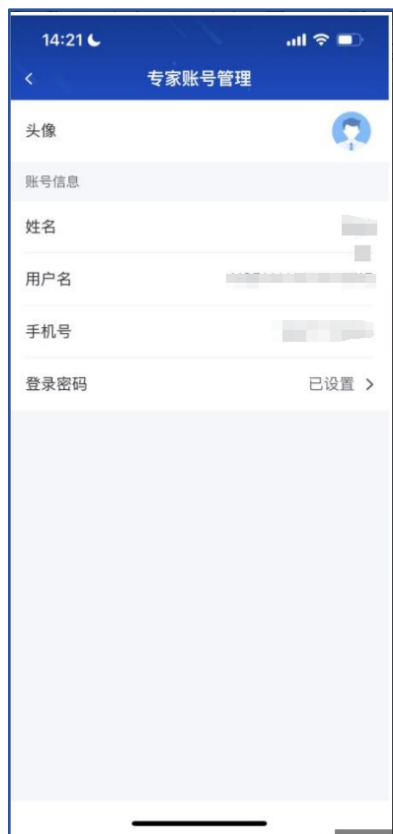 14:21
专家账号管理
头像
账号信息
姓名
用户名
手机号
登录密码 已设置